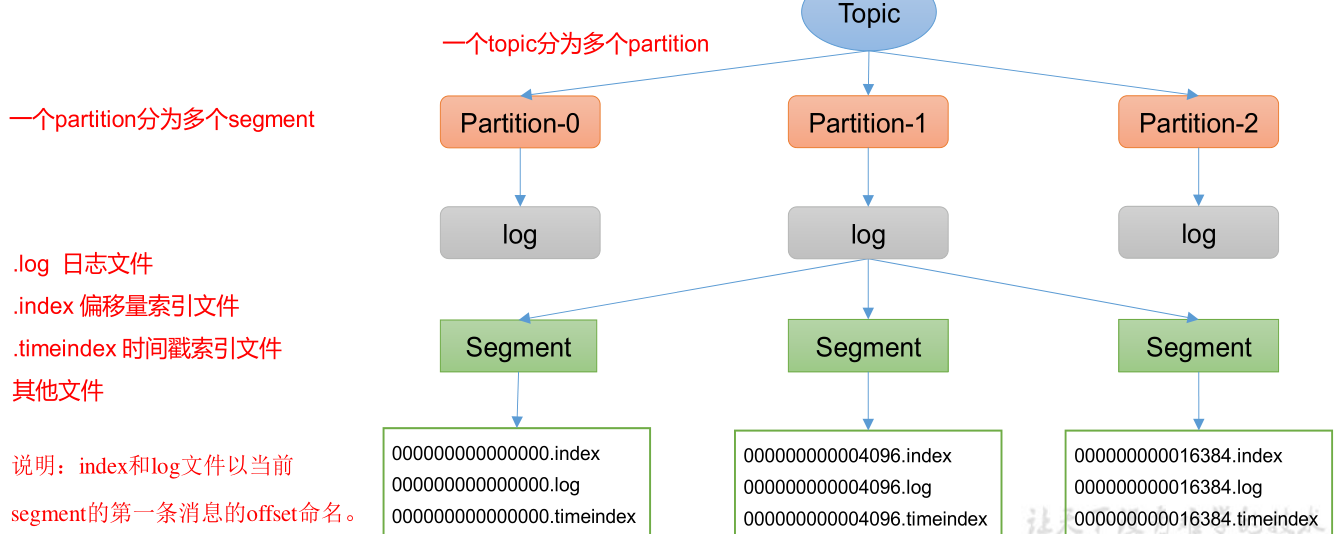 Topic
一个topic分为多个partition
一个partition分为多个segment
Partition-0
Partition-1
Partition-2
log
log
log
.log 日志文件
.index 偏移量索引文件
.timeindex 时间戳索引文件
其他文件
Segment
Segment
Segment
说明：index和log文件以当前
segment的第一条消息的offset命名。
000000000000000.index
000000000000000.log
000000000000000.timeindex
000000000004096.index
000000000004096.log
000000000004096.timeindex
000000000016384.index
000000000016384.log
000000000016384.timeindex